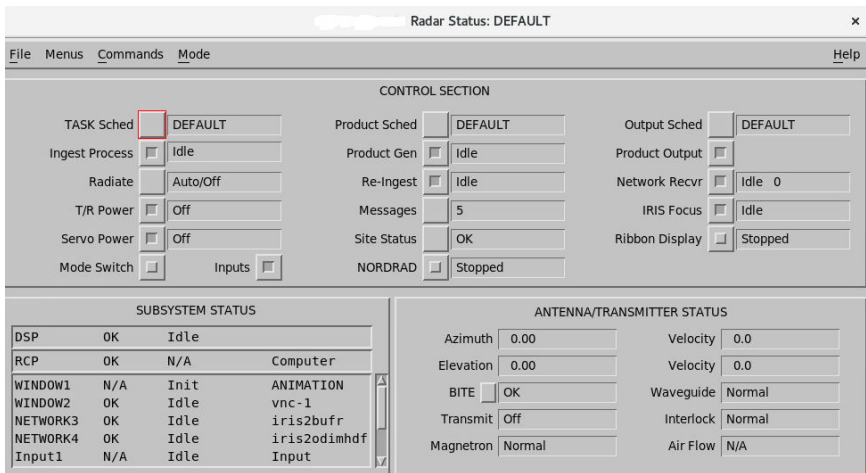 Radar Status: DEFAULT ×
File Menus Commands Mode Help
CONTROL SECTION
TASK Sched DEFAULT Product Sched DEFAULT Output Sched DEFAULT
Ingest Process Idle Product Gen Idle Product Output
Radiate Auto/Off Re-Ingest Idle Network Recvr Idle 0
T/R Power Off Messages 5 IRIS Focus Idle
Servo Power Off Site Status OK Ribbon Display Stopped
Mode Switch Inputs NORDRAD Stopped
SUBSYSTEM STATUS
DSP OK Idle
RCP OK N/A Computer
WINDOW1 N/A Init ANIMATION
WINDOW2 OK Idle vnc-1
NETWORK3 OK Idle iris2bufr
NETWORK4 OK Idle iris2odimhdf
Input1 N/A Idle Input
ANTENNA/TRANSMITTER STATUS
Azimuth 0.00 Velocity 0.0
Elevation 0.00 Velocity 0.0
BITE OK Waveguide Normal
Transmit Off Interlock Normal
Magnetron Normal Air Flow N/A